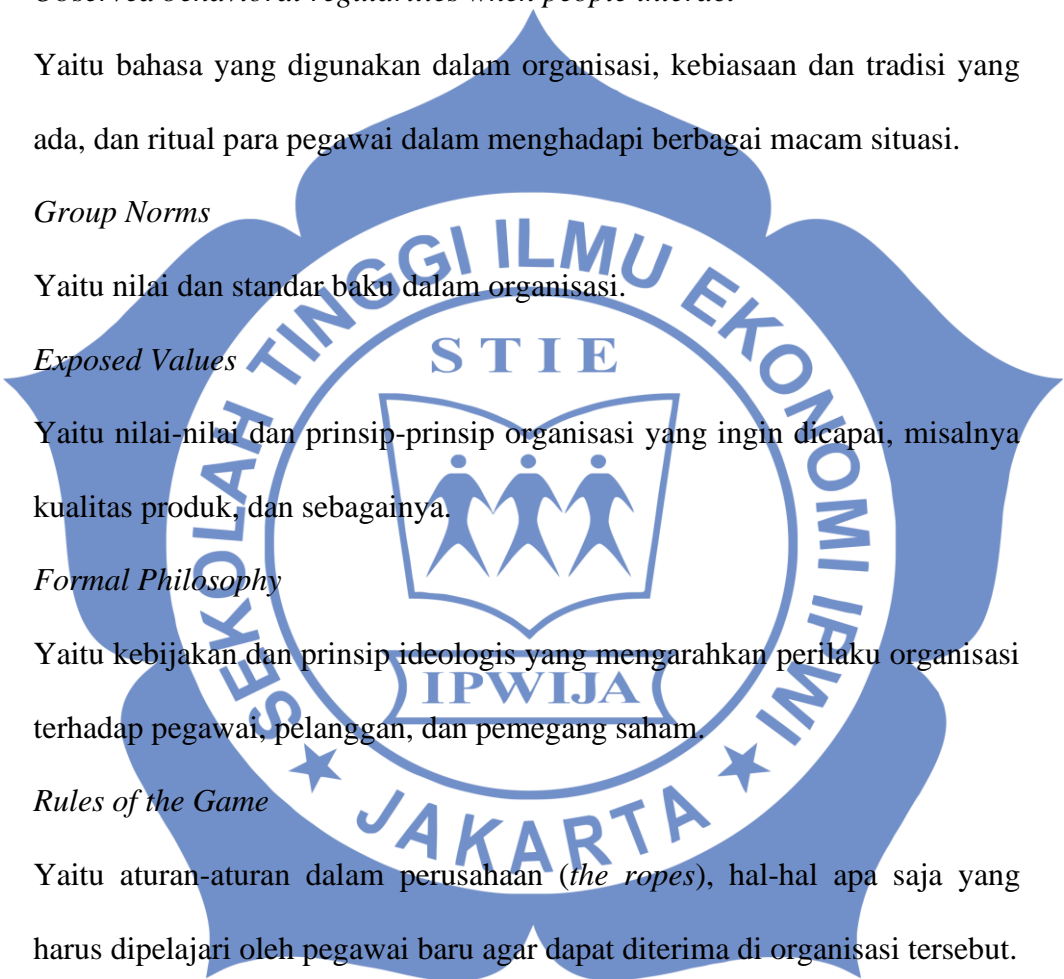 Observed behavioral regularities when people interact
Yaitu bahasa yang digunakan dalam organisasi, kebiasaan dan tradisi yang
ada, dan ritual para pegawai dalam menghadapi berbagai macam situasi.
Group Norms
Yaitu nilai dan standar baku dalam organisasi.
Exposed Values
Yaitu nilai-nilai dan prinsip-prinsip organisasi yang ingin dicapai, misalnya
kualitas produk, dan sebagainya.
Formal Philosophy
Yaitu kebijakan dan prinsip ideologis yang mengarahkan perilaku organisasi
terhadap pegawai, pelanggan, dan pemegang saham.
Rules of the Game
Yaitu aturan-aturan dalam perusahaan (the ropes), hal-hal apa saja yang
harus dipelajari oleh pegawai baru agar dapat diterima di organisasi tersebut.
SEKOLAH TINGGI ILMU EKONOMI IPWI
STIE
IPWIJA
★ JAKARTA ★